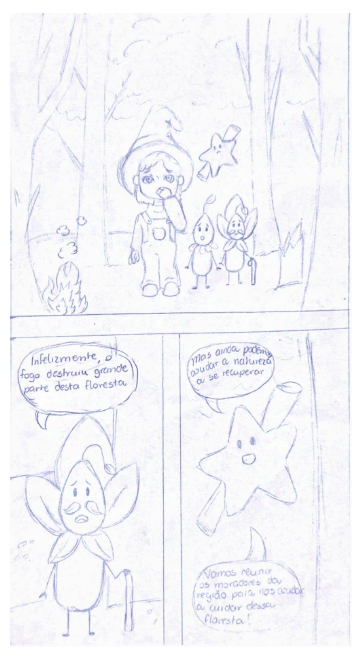 Infelizmente, o
fogo destruiu grande
parte desta floresta
Mas ainda podemos
ajudar a natureza
a se recuperar
Vamos reunir
os moradores da
região para nos ajudar
a cuidar dessa
floresta!